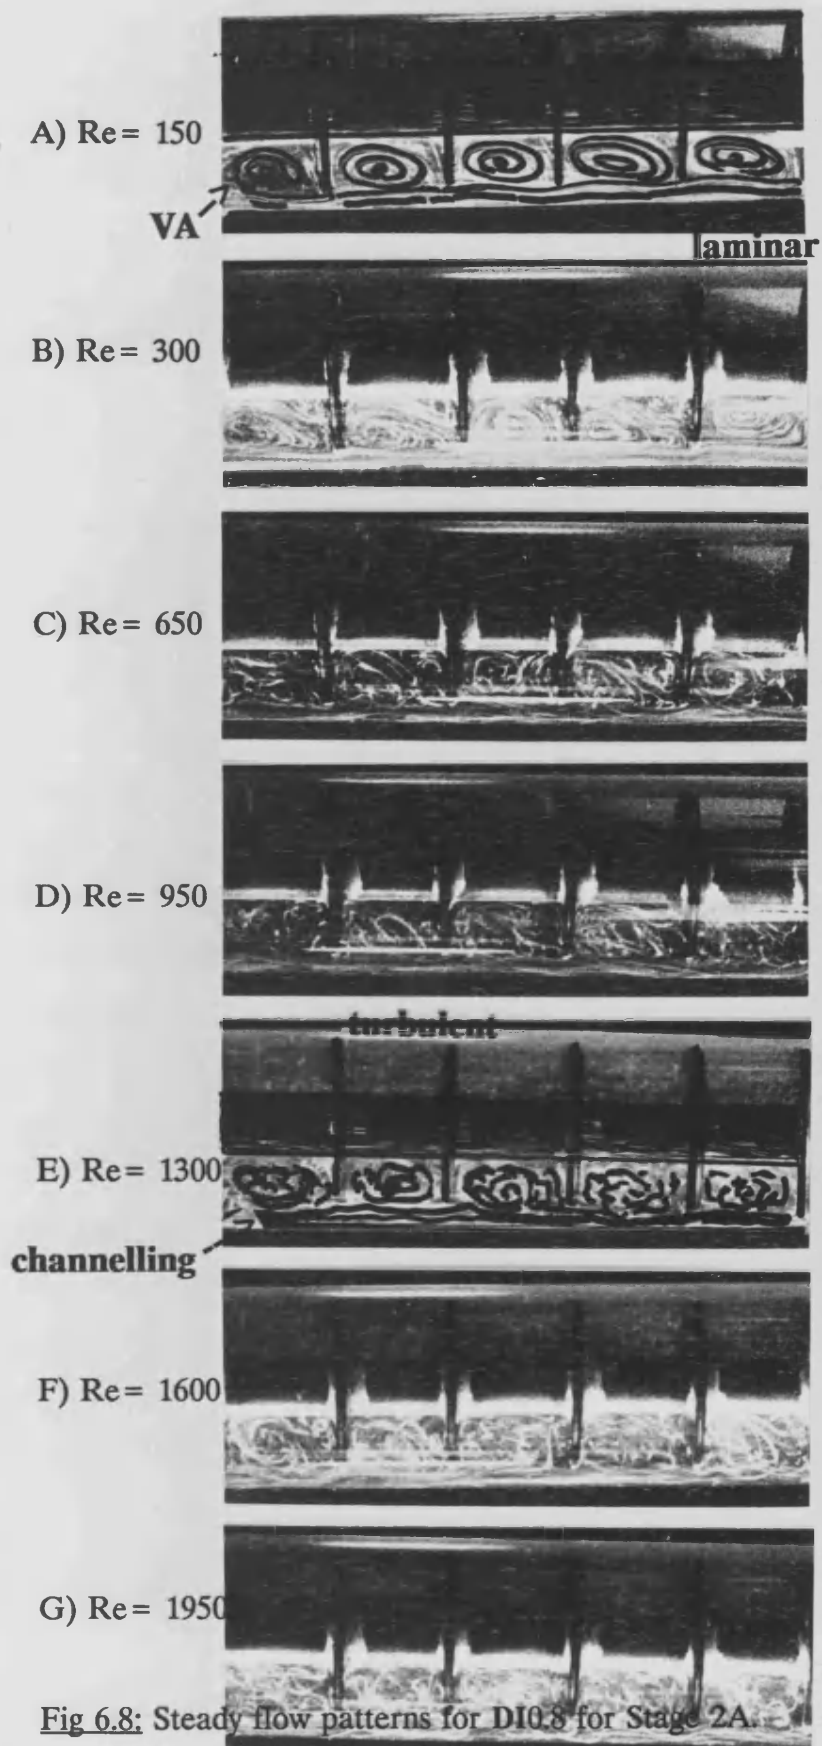 A) Re= 150
VA
laminar
B) Re= 300
C) Re= 650
D) Re= 950
turbulent
E) Re= 1300
channelling
F) Re= 1600
G) Re= 1950
Fig 6.8: Steady flow patterns for DI0.8 for Stage 2A.